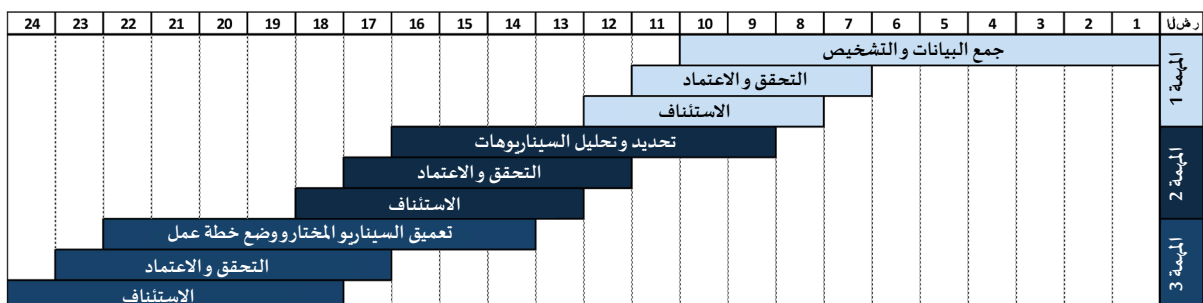 رشلا 1 2 3 4 5 6 7 8 9 10 11 12 13 14 15 16 17 18 19 20 21 22 23 24
المهمة 1
جمع البيانات والتشخيص
التحقق والاعتماد
الاستئناف
المهمة 2
تحديد وتحليل السيناريوهات
التحقق والاعتماد
الاستئناف
المهمة 3
تعميق السيناريو المختار ووضع خطة عمل
التحقق والاعتماد
الاستئناف